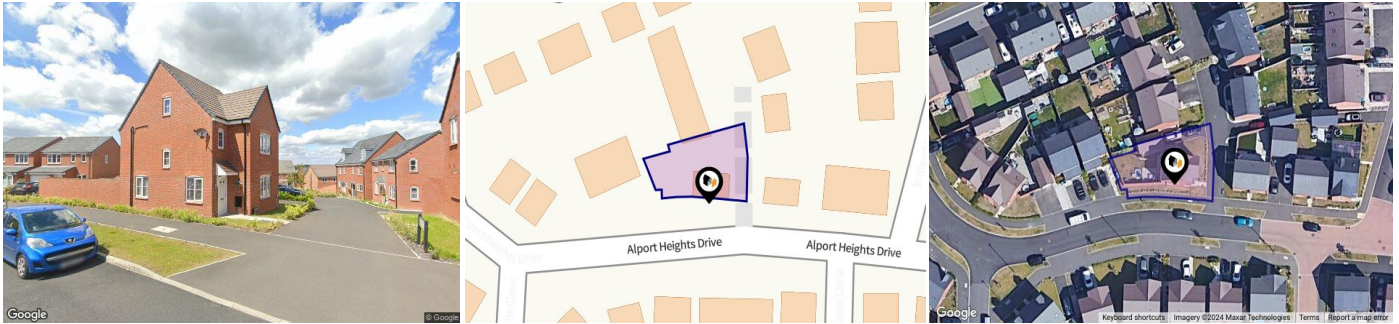 Google
© Google
Alport Heights Drive
Alport Heights Drive
Google
Keyboard shortcuts
Imagery ©2024 Maxar Technologies
Terms
Report a map error